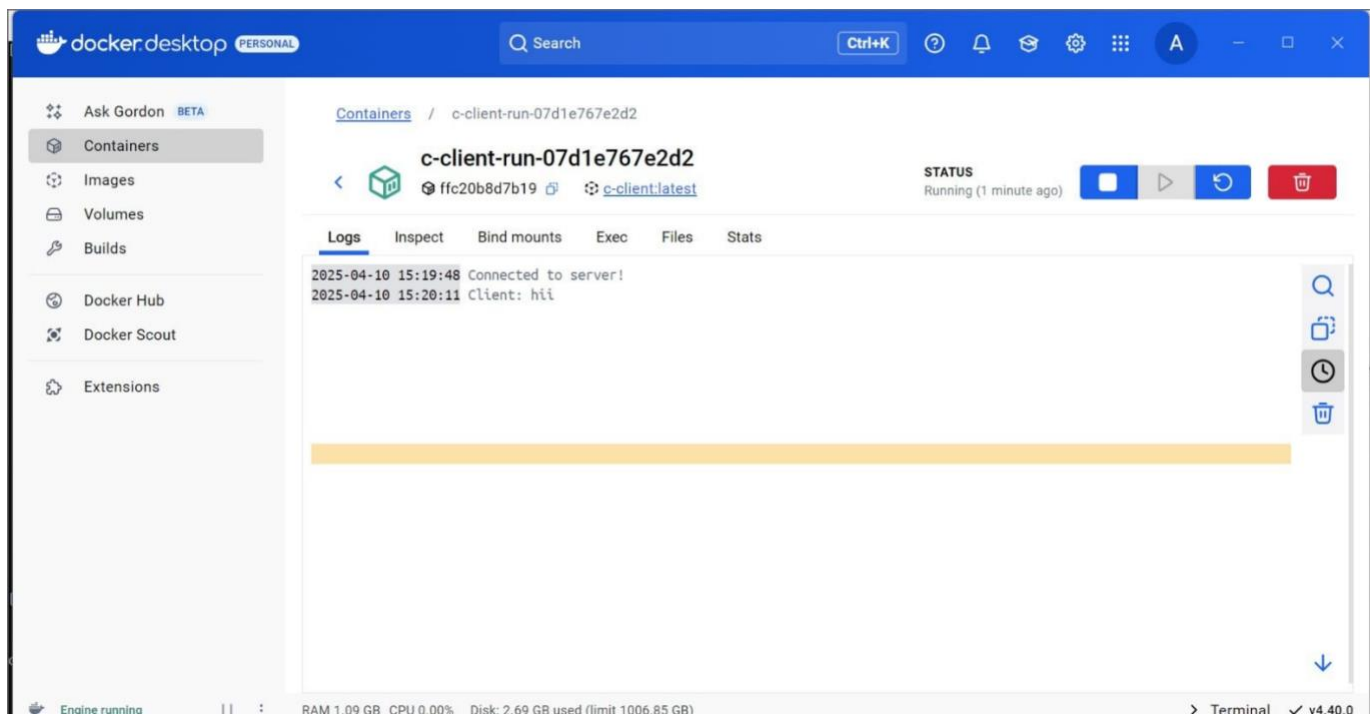 docker.desktop PERSONAL
Search
Ctrl+K
A
Ask Gordon BETA
Containers
Images
Volumes
Builds
Docker Hub
Docker Scout
Extensions
Containers / c-client-run-07d1e767e2d2
c-client-run-07d1e767e2d2
ffc20b8d7b19 c-client:latest
STATUS
Running (1 minute ago)
Logs Inspect Bind mounts Exec Files Stats
2025-04-10 15:19:48 Connected to server!
2025-04-10 15:20:11 Client: hii
Engine running
RAM 1.09 GB CPU 0.00% Disk: 2.69 GB used (limit 1006.85 GB)
Terminal v4.40.0